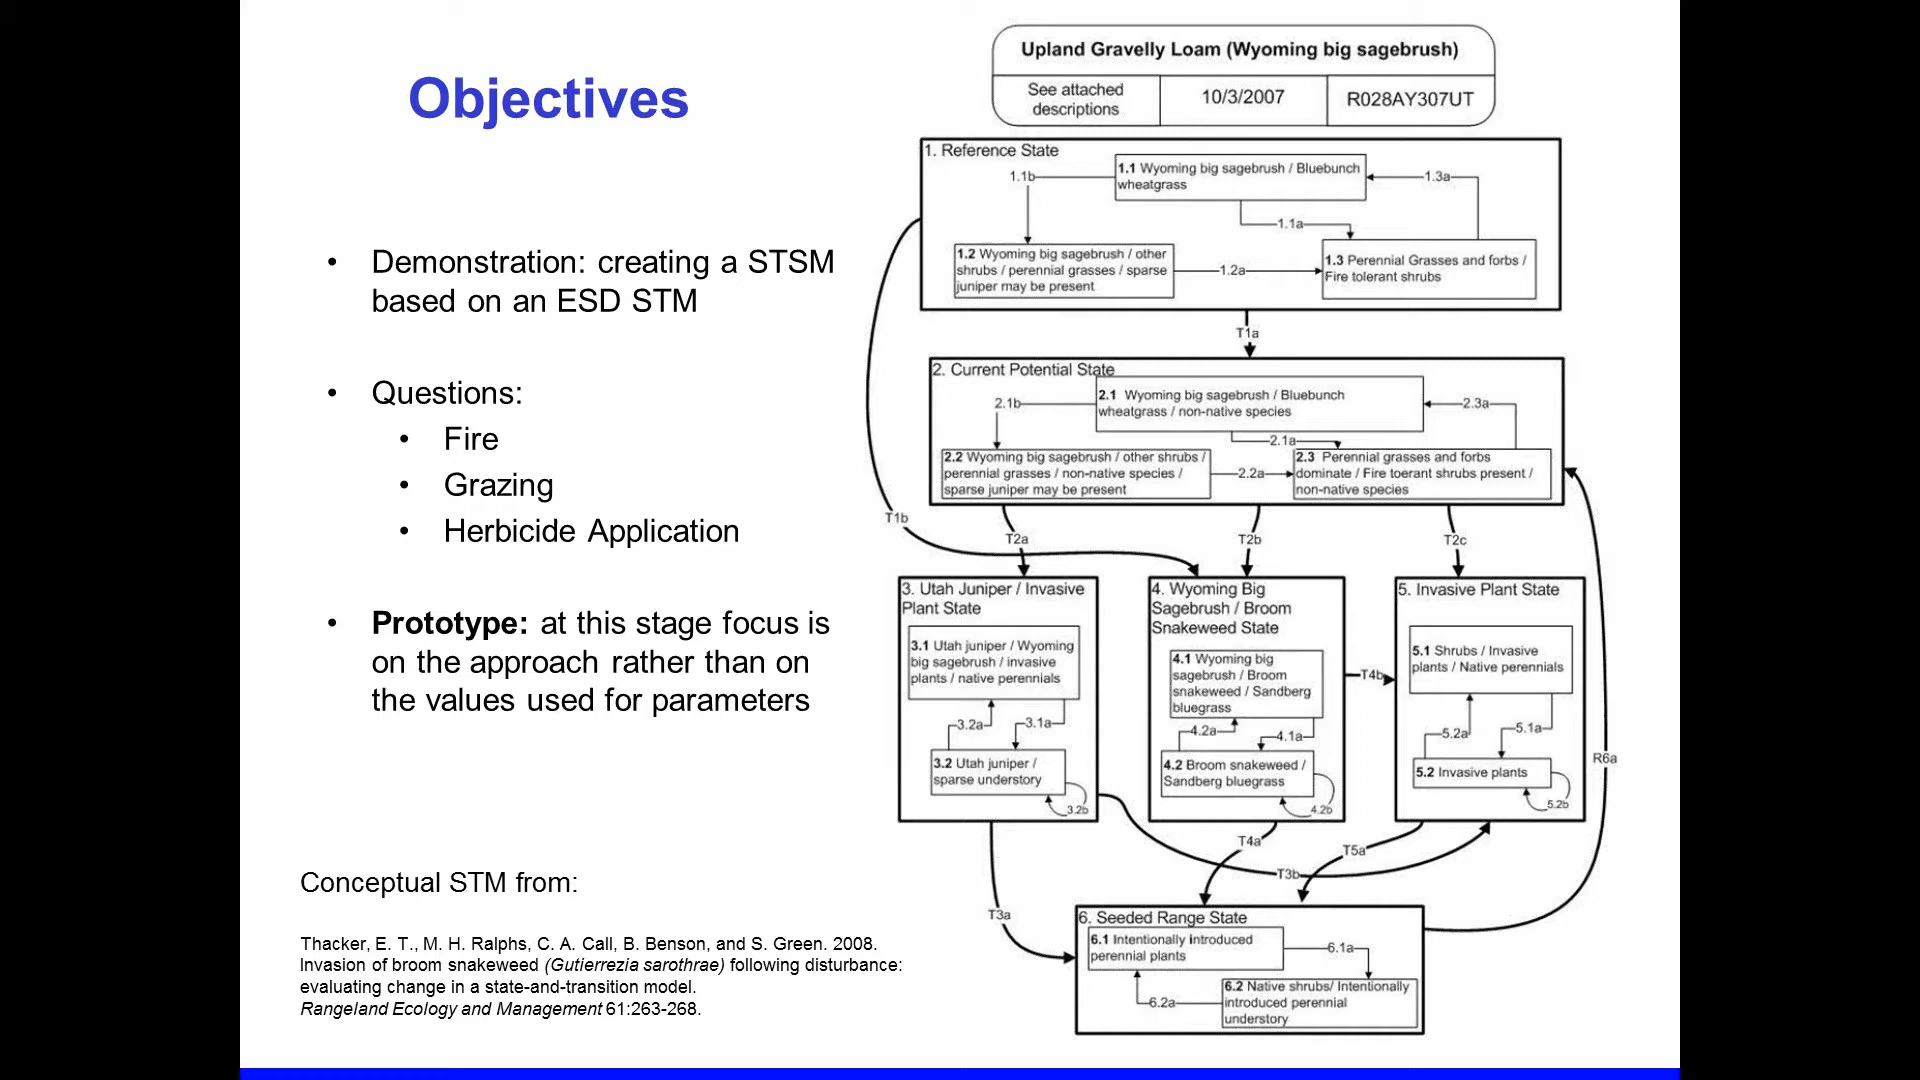 Objectives
• Demonstration: creating a STSM
based on an ESD STM
• Questions:
• Fire
• Grazing
• Herbicide Application
• Prototype: at this stage focus is
on the approach rather than on
the values used for parameters
Conceptual STM from:
Thacker, E. T., M. H. Ralphs, C. A. Call, B. Benson, and S. Green. 2008.
Invasion of broom snakeweed (Gutierrezia sarothrae) following disturbance:
evaluating change in a state-and-transition model.
Rangeland Ecology and Management 61:263-268.
Upland Gravelly Loam (Wyoming big sagebrush)
See attached
descriptions
10/3/2007
R028AY307UT
1. Reference State
1.1 Wyoming big sagebrush / Bluebunch
wheatgrass
1.1b
1.3a
1.1a
1.2 Wyoming big sagebrush / other
shrubs / perennial grasses / sparse
juniper may be present
1.2a
1.3 Perennial Grasses and forbs /
Fire tolerant shrubs
T1a
2. Current Potential State
2.1 Wyoming big sagebrush / Bluebunch
wheatgrass / non-native species
2.1b
2.3a
2.1a
2.2 Wyoming big sagebrush / other shrubs /
perennial grasses / non-native species /
sparse juniper may be present
2.2a
2.3 Perennial grasses and forbs
dominate / Fire toerant shrubs present /
non-native species
T1b
T2a
T2b
T2c
3. Utah Juniper / Invasive
Plant State
3.1 Utah juniper / Wyoming
big sagebrush / invasive
plants / native perennials
3.2a
3.1a
3.2 Utah juniper /
sparse understory
3.2b
4. Wyoming Big
Sagebrush / Broom
Snakeweed State
4.1 Wyoming big
sagebrush / Broom
snakeweed / Sandberg
bluegrass
4.2a
4.1a
4.2 Broom snakeweed /
Sandberg bluegrass
4.2b
T4b
5. Invasive Plant State
5.1 Shrubs / Invasive
plants / Native perennials
5.2a
5.1a
5.2 Invasive plants
5.2b
R6a
T4a
T5a
T3b
T3a
6. Seeded Range State
6.1 Intentionally introduced
perennial plants
6.1a
6.2a
6.2 Native shrubs/ Intentionally
introduced perennial
understory